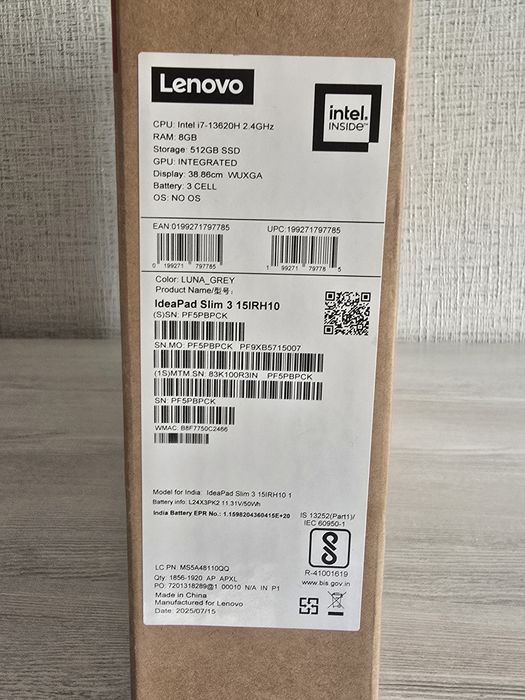 Lenovo
intel.
INSIDE™
CPU: Intel i7-13620H 2.4GHz
RAM: 8GB
Storage: 512GB SSD
GPU: INTEGRATED
Display: 38.86cm WUXGA
Battery: 3 CELL
OS: NO OS
EAN:0199271797785 UPC:199271797785
0 199271 797785 1 99271 79778 5
Color: LUNA_GREY
Product Name/型号:
IdeaPad Slim 3 15IRH10
(S)SN: PF5PBPCK
SN.MO: PF5PBPCK PF9XB5715007
(1S)MTM.SN: 83K100R3IN PF5PBPCK
SN: PF5PBPCK
WMAC: B8F7750C2466
Model for India: IdeaPad Slim 3 15IRH10 1
Battery info: L24X3PK2 11.31V/50Wh
India Battery EPR No.: 1.1598204360415E+20
IS 13252(Part1)/
IEC 60950-1
R-41001619
www.bis.gov.in
LC PN: MS5A48110QQ
Qty: 1856-1920 AP APXL
PO: 7201318289@1 00010 N/A IN P1
Made in China
Manufactured for Lenovo
Date: 2025/07/15